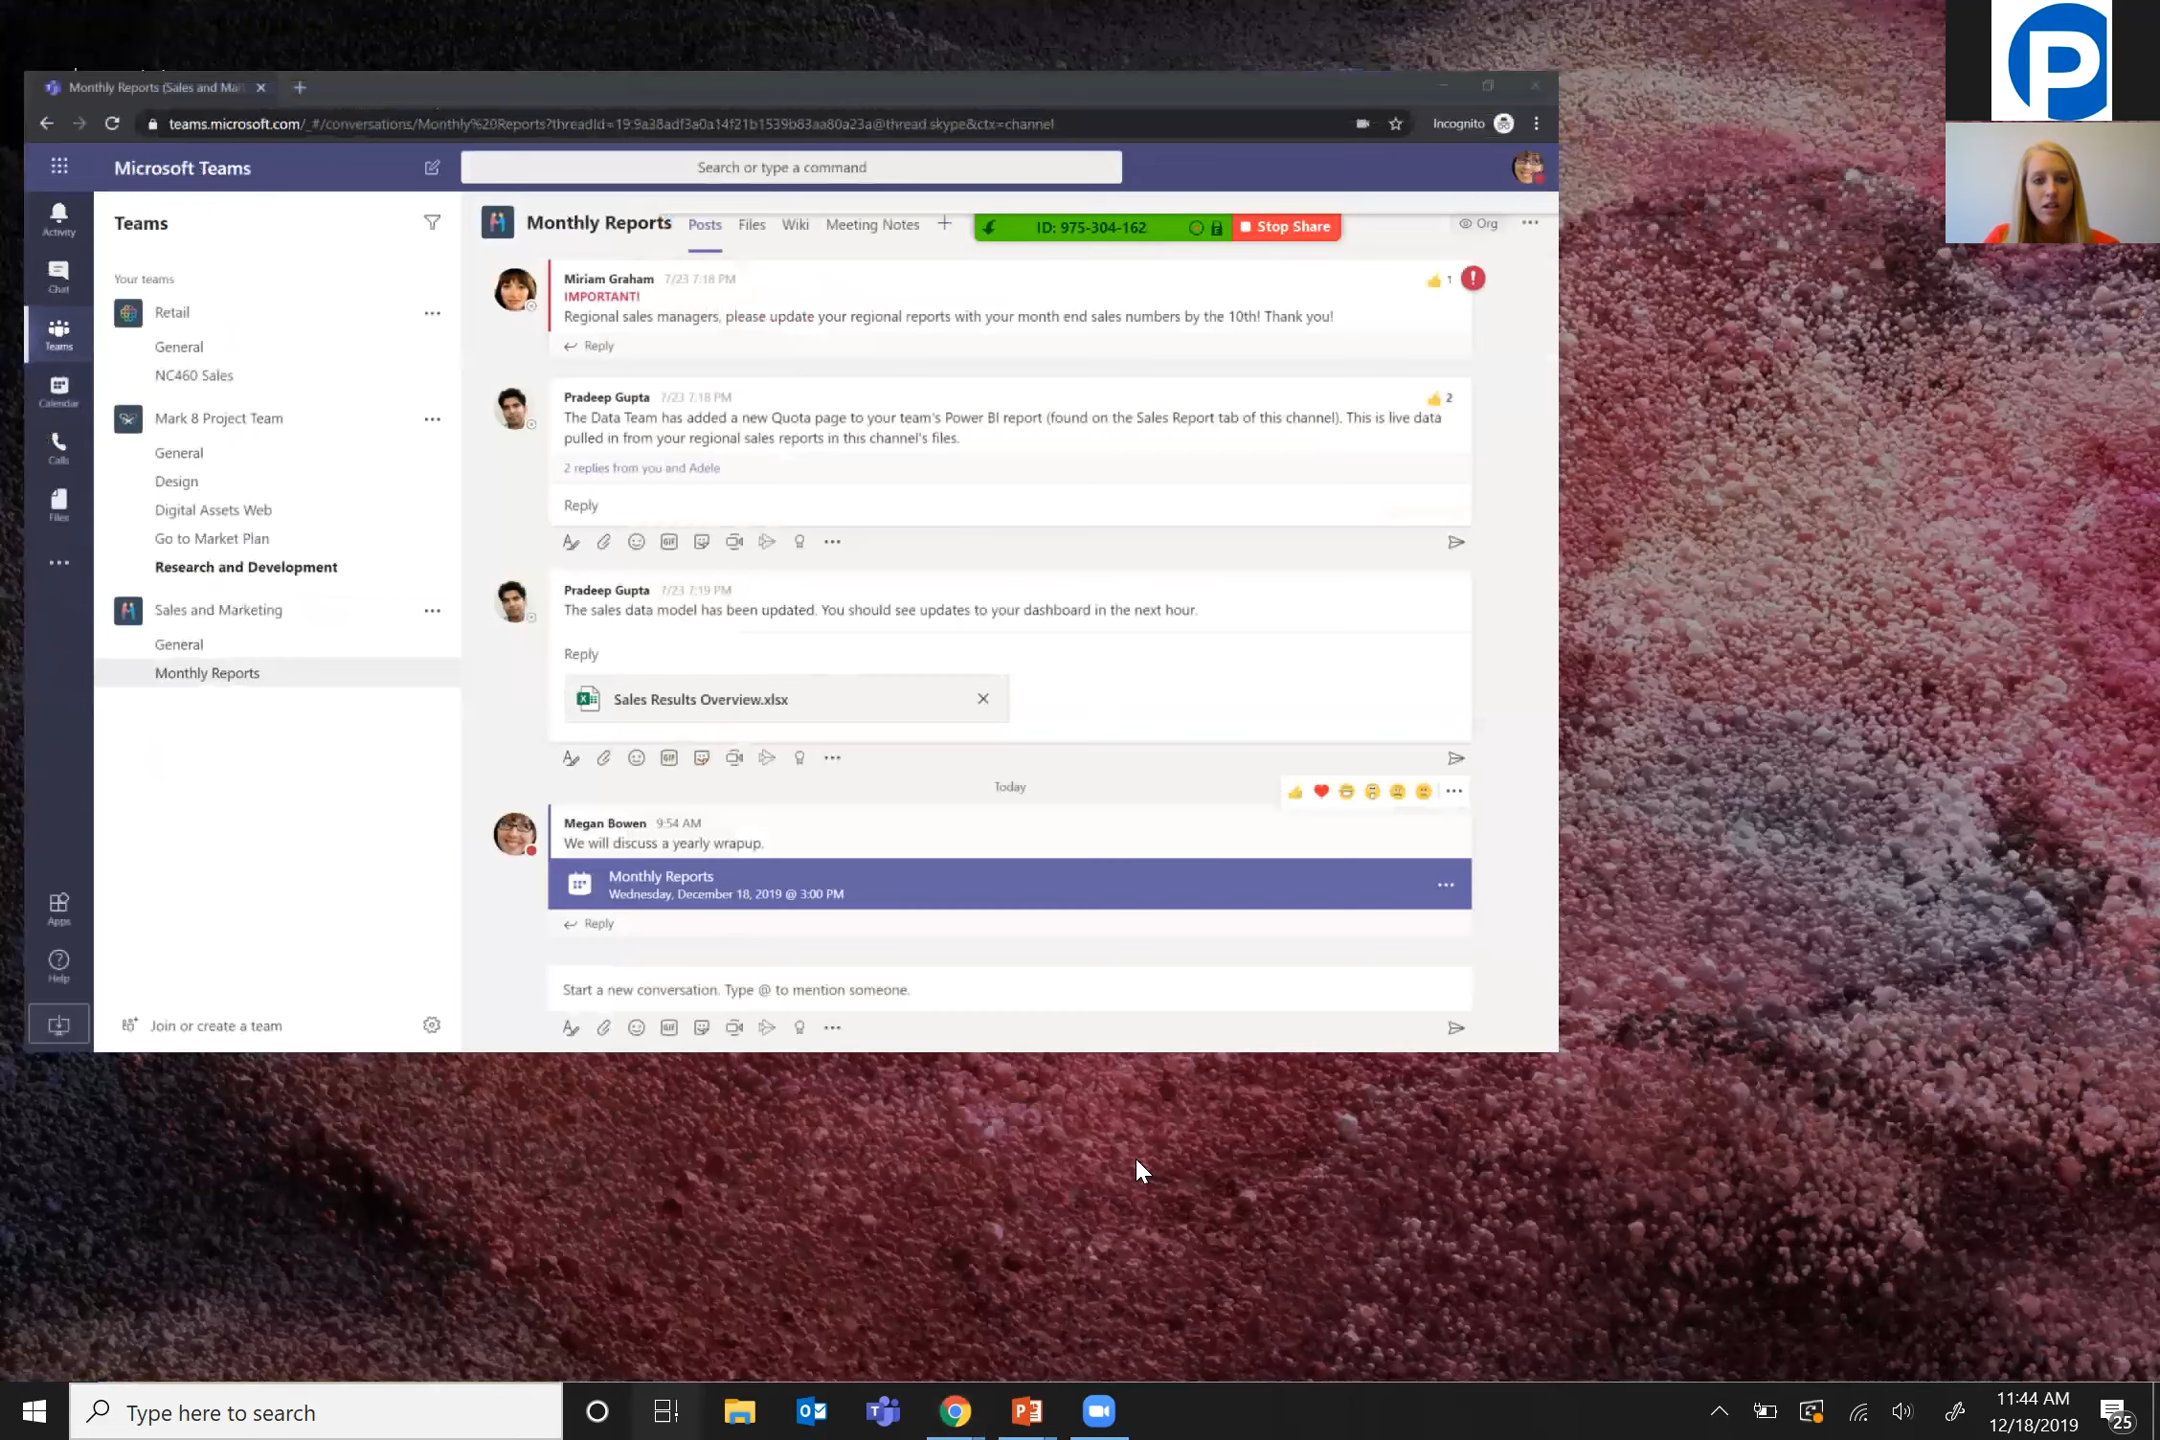 P
Monthly Reports (Sales and Mar
teams.microsoft.com/_#/conversations/Monthly%20Reports?threadId=19:9a38adf3a0a14f21b1539b83aa80a23a@thread.skype&ctx=channel
Incognito
Microsoft Teams
Search or type a command
Activity
Chat
Teams
Calendar
Calls
Files
Apps
Help
Teams
Your teams
Retail
General
NC460 Sales
Mark 8 Project Team
General
Design
Digital Assets Web
Go to Market Plan
Research and Development
Sales and Marketing
General
Monthly Reports
Join or create a team
Monthly Reports Posts Files Wiki Meeting Notes
ID: 975-304-162 Stop Share
Org
Miriam Graham 7/23 7:18 PM
1
IMPORTANT!
Regional sales managers, please update your regional reports with your month end sales numbers by the 10th! Thank you!
Reply
Pradeep Gupta 7/23 7:18 PM
2
The Data Team has added a new Quota page to your team's Power BI report (found on the Sales Report tab of this channel). This is live data
pulled in from your regional sales reports in this channel's files.
2 replies from you and Adele
Reply
GIF
Pradeep Gupta 7/23 7:19 PM
The sales data model has been updated. You should see updates to your dashboard in the next hour.
Reply
Sales Results Overview.xlsx
GIF
Today
Megan Bowen 9:54 AM
We will discuss a yearly wrapup.
Monthly Reports
Wednesday, December 18, 2019 @ 3:00 PM
Reply
Start a new conversation. Type @ to mention someone.
GIF
Type here to search
11:44 AM
12/18/2019
25